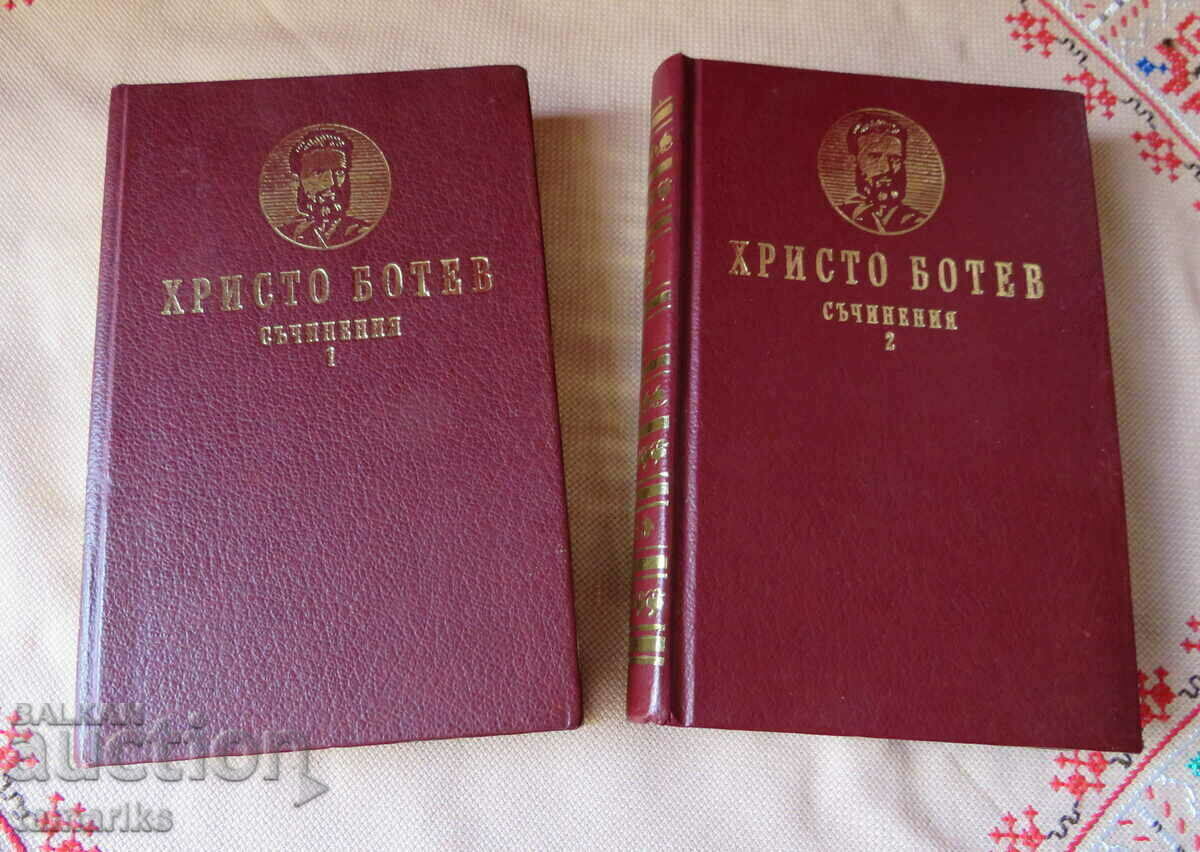 ХРИСТО БОТЕВ
СЪЧИНЕНИЯ
1
ХРИСТО БОТЕВ
СЪЧИНЕНИЯ
2
BALKAN
auction